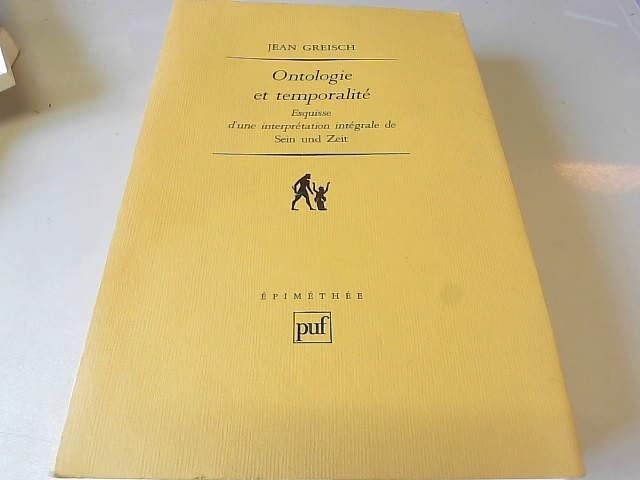 JEAN GREISCH
Ontologie
et temporalité
Esquisse
d'une interprétation intégrale de
Sein und Zeit
ÉPIMÉTHÉE
puf